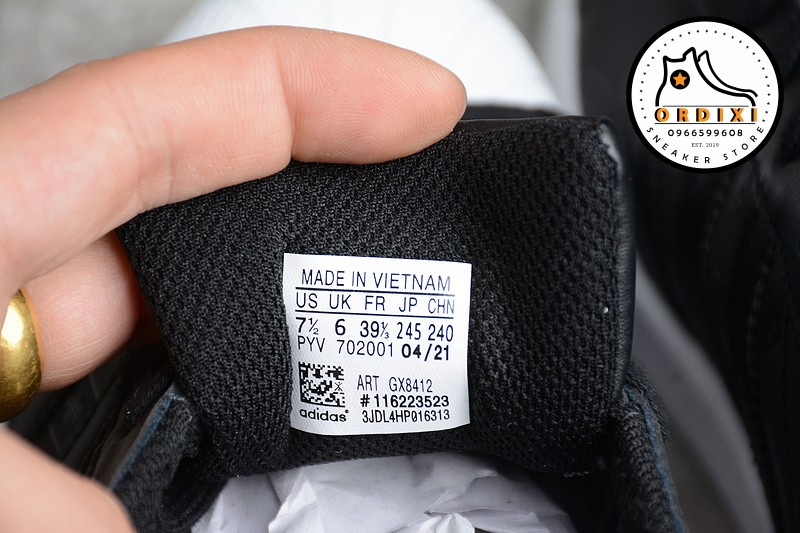 ORDIXI
0966599608
EST. 2019
SNEAKER STORE
MADE IN VIETNAM
US UK FR JP CHN
7½ 6 39⅓ 245 240
PYV 702001 04/21
ART GX8412
#116223523
adidas 3JDL4HP016313